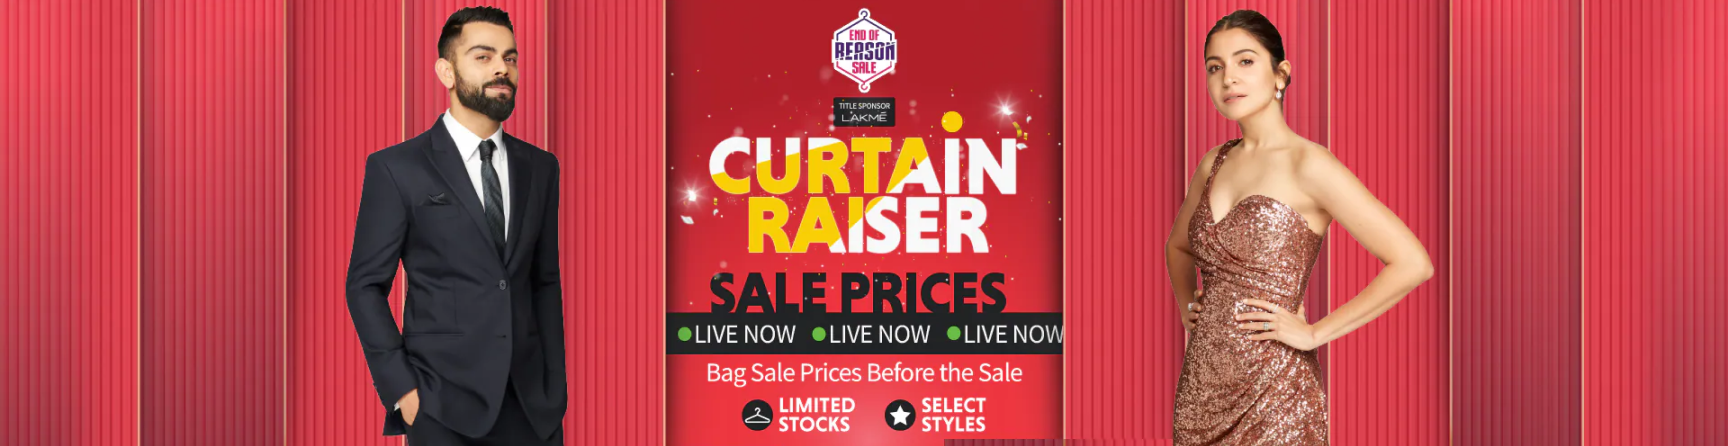 END OF
REASON
SALE
TITLE SPONSOR
LAKMÉ
CURTAIN
RAISER
SALE PRICES
LIVE NOW LIVE NOW LIVE NOW
Bag Sale Prices Before the Sale
LIMITED
STOCKS
SELECT
STYLES